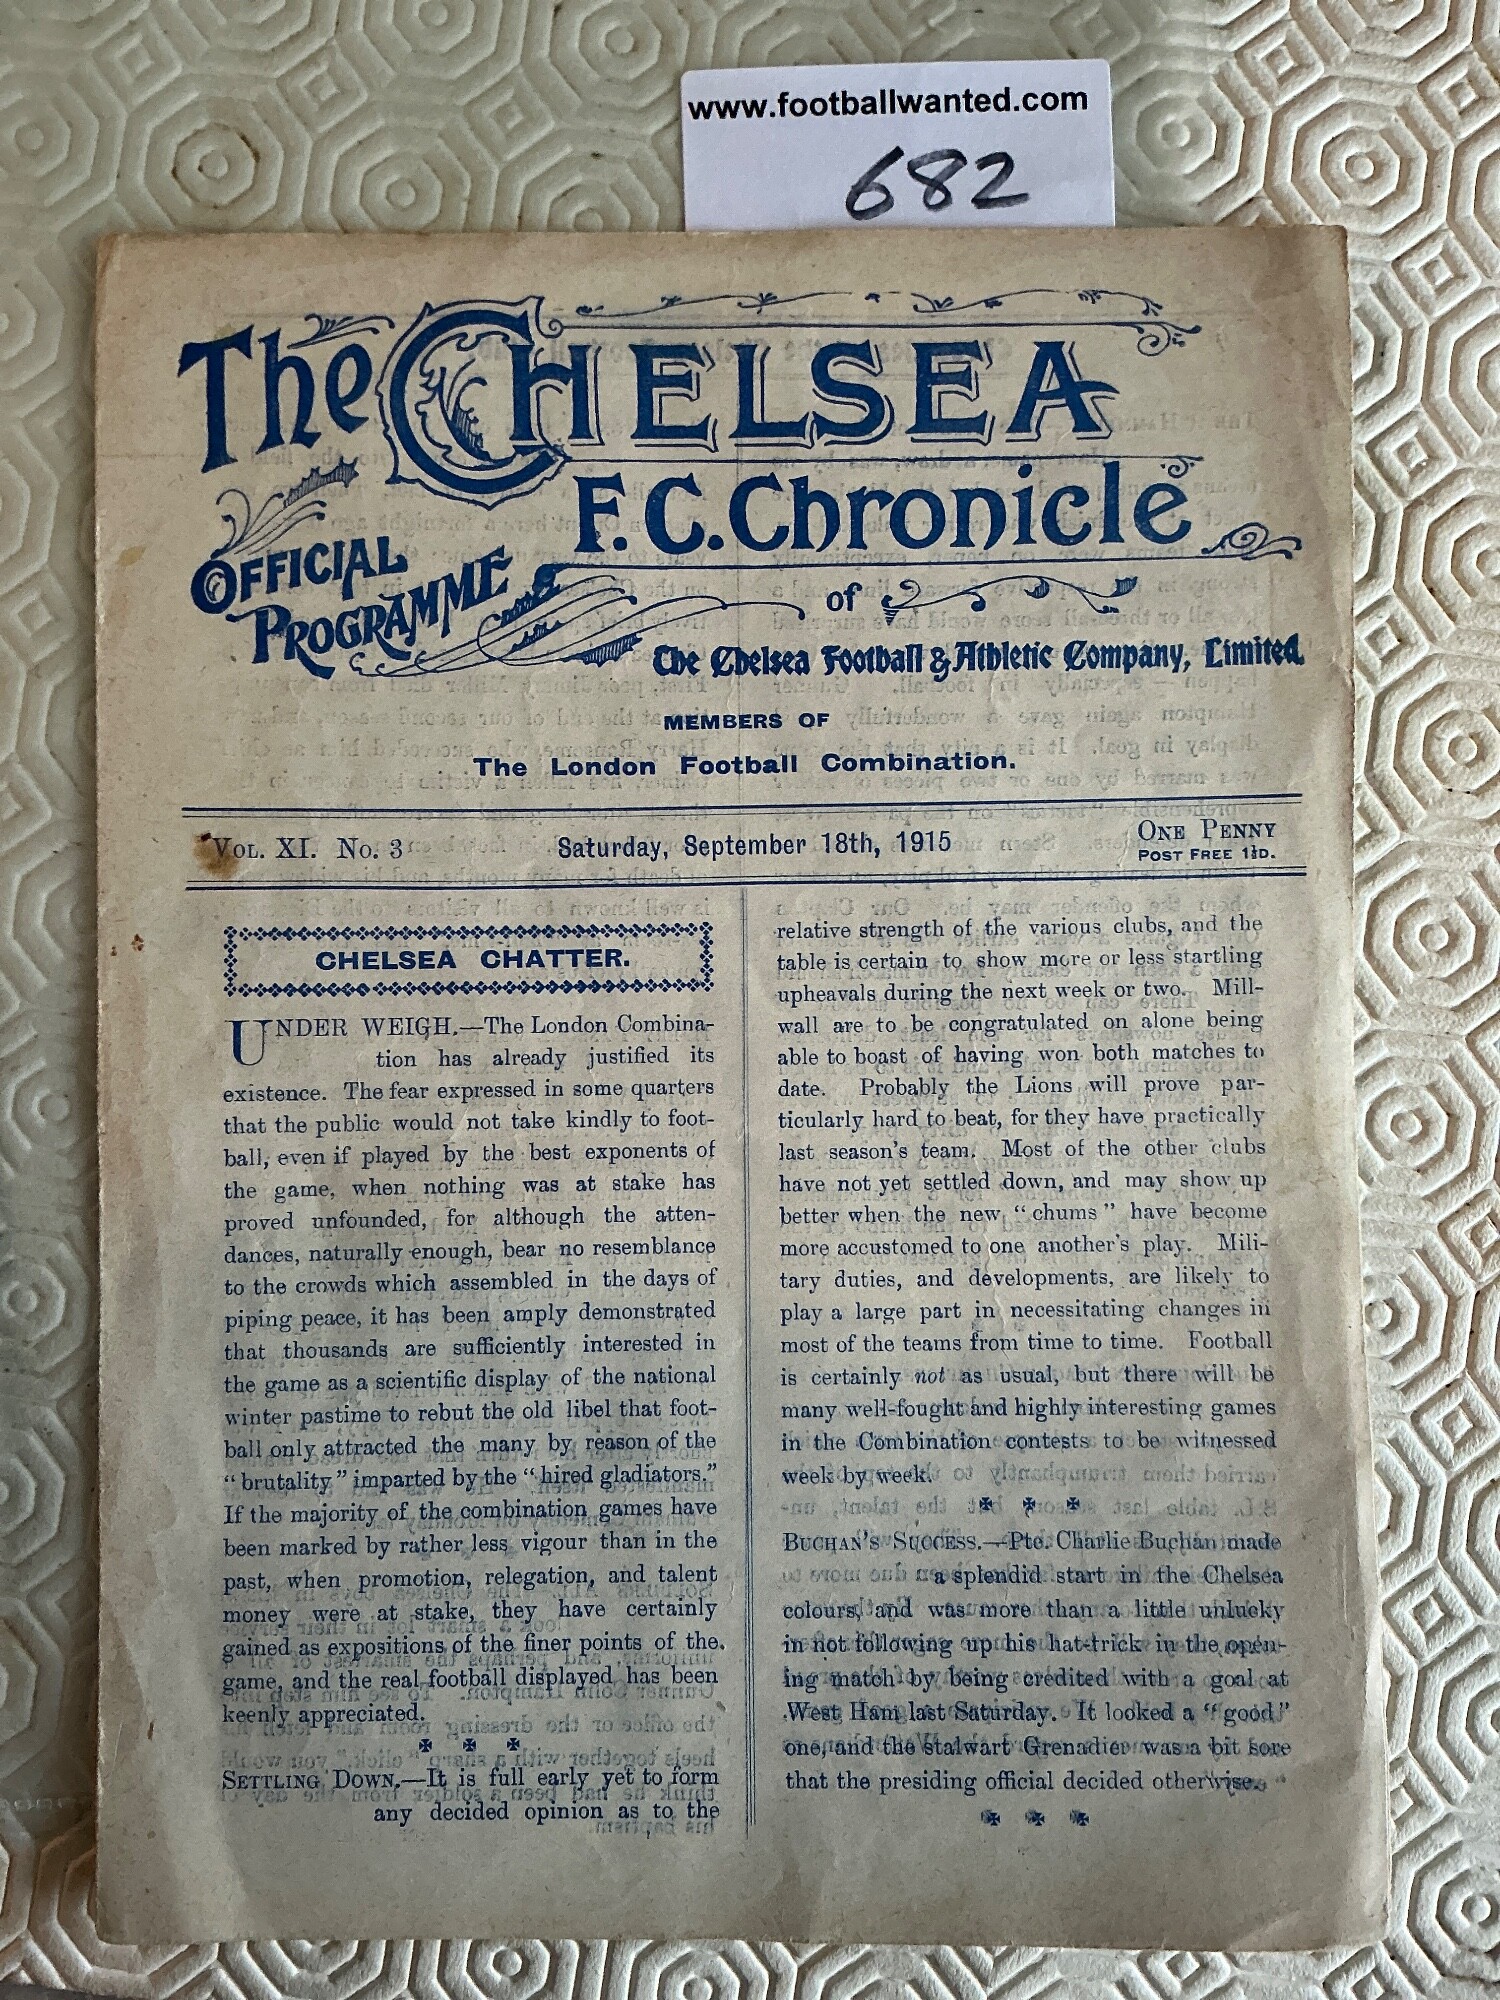 www.footballwanted.com
682
The CHELSEA
F.C. Chronicle
OFFICIAL
PROGRAMME
of
The Chelsea Football & Athletic Company, Limited.
MEMBERS OF
The London Football Combination.
VOL. XI. No. 3
Saturday, September 18th, 1915
ONE PENNY
POST FREE 1½D.
CHELSEA CHATTER.
UNDER WEIGH.—The London Combina-
tion has already justified its
existence. The fear expressed in some quarters
that the public would not take kindly to foot-
ball, even if played by the best exponents of
the game, when nothing was at stake has
proved unfounded, for although the atten-
dances, naturally enough, bear no resemblance
to the crowds which assembled in the days of
piping peace, it has been amply demonstrated
that thousands are sufficiently interested in
the game as a scientific display of the national
winter pastime to rebut the old libel that foot-
ball only attracted the many by reason of the
"brutality" imparted by the "hired gladiators."
If the majority of the combination games have
been marked by rather less vigour than in the
past, when promotion, relegation, and talent
money were at stake, they have certainly
gained as expositions of the finer points of the
game, and the real football displayed has been
keenly appreciated.
SETTLING DOWN.—It is full early yet to form
any decided opinion as to the
relative strength of the various clubs, and the
table is certain to show more or less startling
upheavals during the next week or two. Mill-
wall are to be congratulated on alone being
able to boast of having won both matches to
date. Probably the Lions will prove par-
ticularly hard to beat, for they have practically
last season's team. Most of the other clubs
have not yet settled down, and may show up
better when the new "chums" have become
more accustomed to one another's play. Mili-
tary duties, and developments, are likely to
play a large part in necessitating changes in
most of the teams from time to time. Football
is certainly not as usual, but there will be
many well-fought and highly interesting games
in the Combination contests to be witnessed
week by week.
BUCHAN'S SUCCESS.—Pte. Charlie Buchan made
a splendid start in the Chelsea
colours, and was more than a little unlucky
in not following up his hat-trick in the open-
ing match by being credited with a goal at
West Ham last Saturday. It looked a "good"
one, and the stalwart Grenadier was a bit sore
that the presiding official decided otherwise.